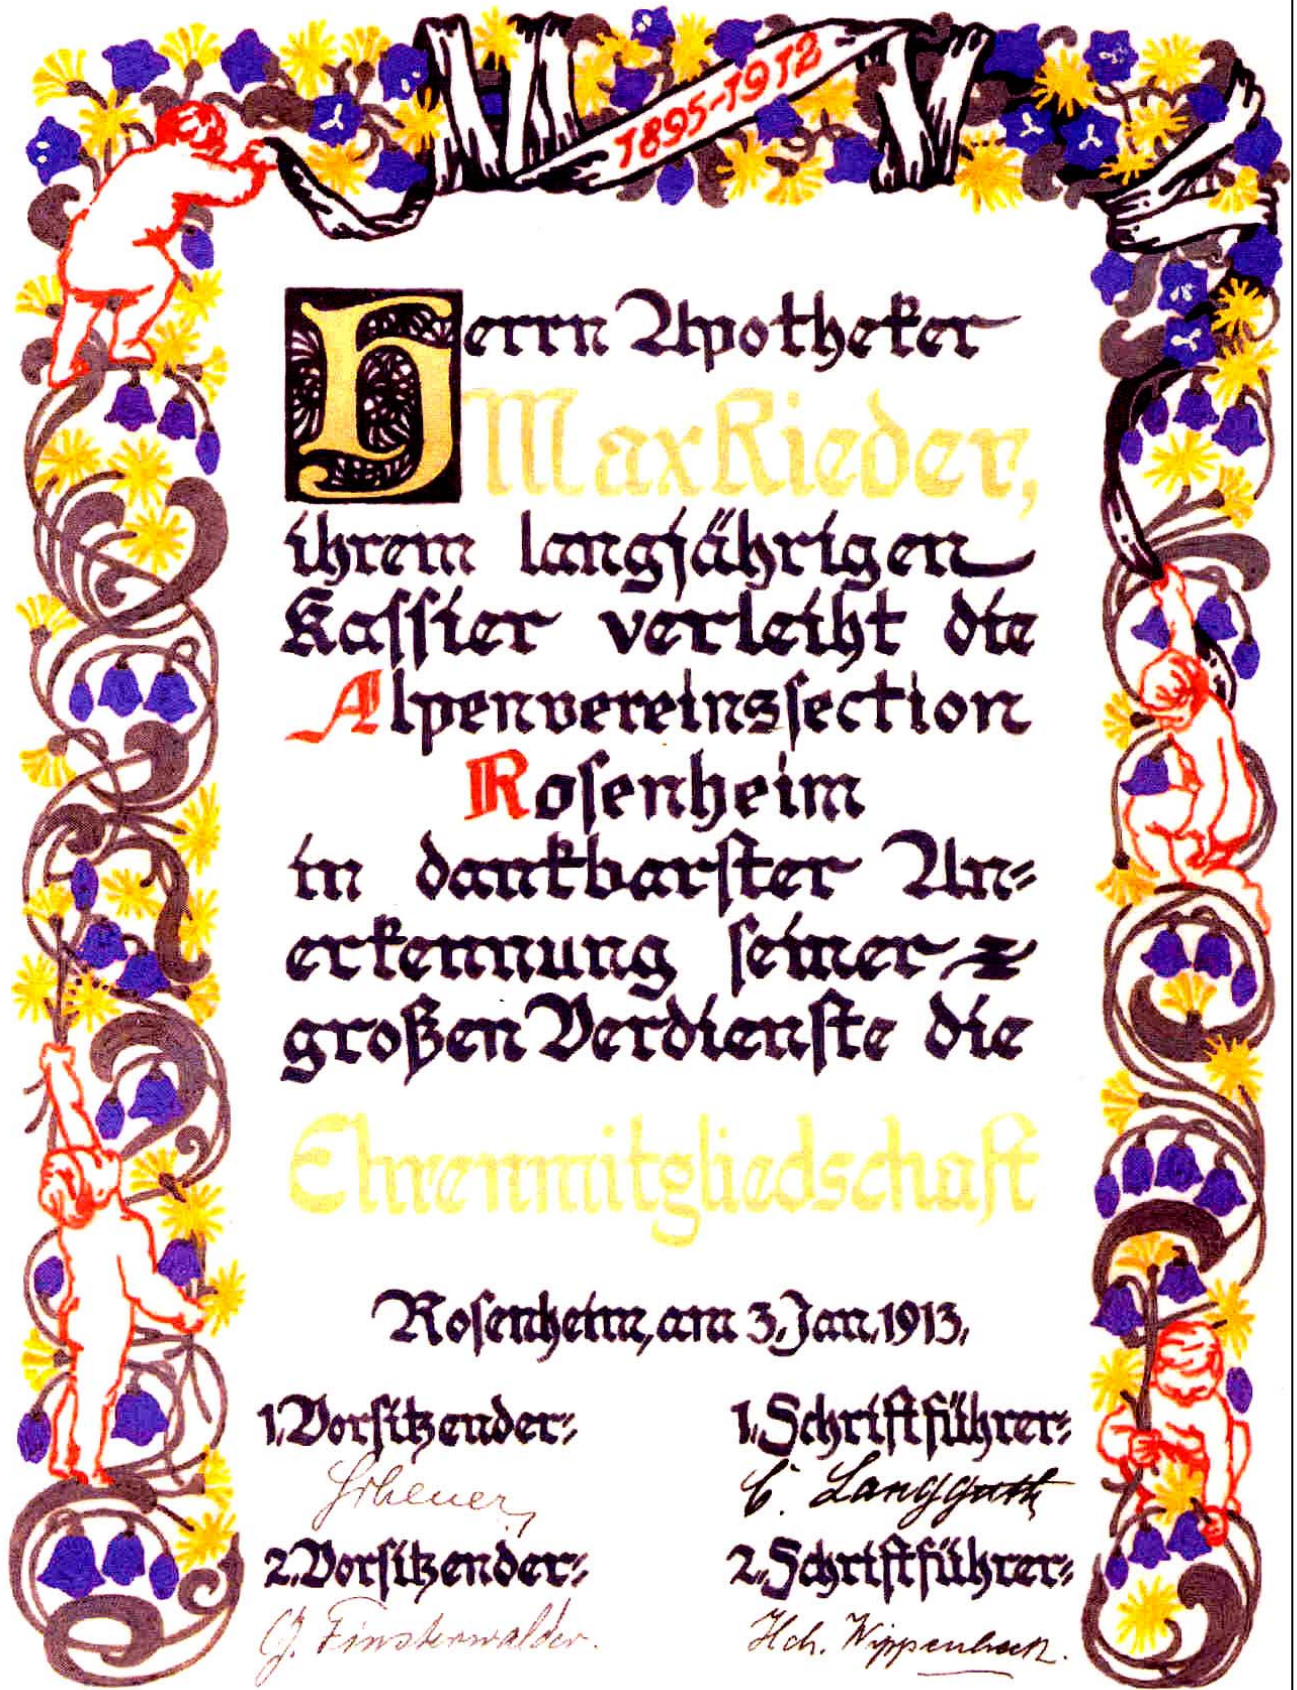 1895-1912
Herrn Apotheker
Max Rieder,
ihrem langjährigen
Kassier verleiht die
Alpenvereinssection
Rosenheim
in dankbarster An=
erkennung seiner
großen Verdienste die
Ehrenmitgliedschaft
Rosenheim, am 3. Jan. 1913.
1. Vorsitzender: 1. Schriftführer:
C. Langguth
2. Vorsitzender: 2. Schriftführer:
G. Finsterwalder. Hch. Wippenbeck.